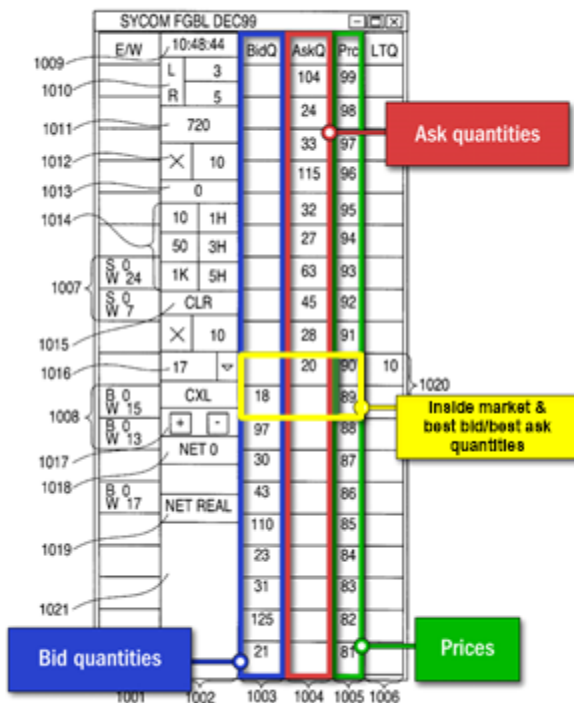 SYCOM FGBL DEC99
E/W 10:48:44 BidQ AskQ Prc LTQ
1009
L 3 104 99
1010
R 5
24 98
1011 720
Ask quantities
33 97
1012 10 115 96
1013 0
1014
10 1H 32 95
50 3H 27 94
S 0
W 24 1K 5H 63 93
1007
S 0
W 7 CLR 45 92
1015 10 28 91
1016 17 20 90 10
1020
B 0
W 15 CXL 18 89
1008
Inside market &
best bid/best ask
quantities
B 0
W 13 + - 97 88
1017
NET 0 30 87
1018
B 0
W 17 43 86
NET REAL
110 85
1019
23 84
31 83
1021
125 82
Bid quantities
21 81
Prices
1001 1002 1003 1004 1005 1006